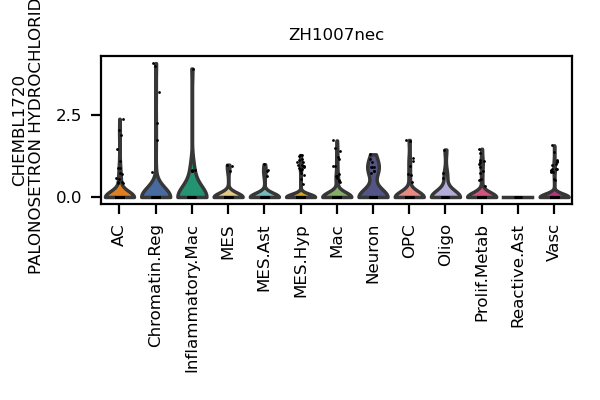 ZH1007nec
CHEMBL1720
PALONOSETRON HYDROCHLORID
2.5
0.0
AC
Chromatin.Reg
Inflammatory.Mac
MES
MES.Ast
MES.Hyp
Mac
Neuron
OPC
Oligo
Prolif.Metab
Reactive.Ast
Vasc